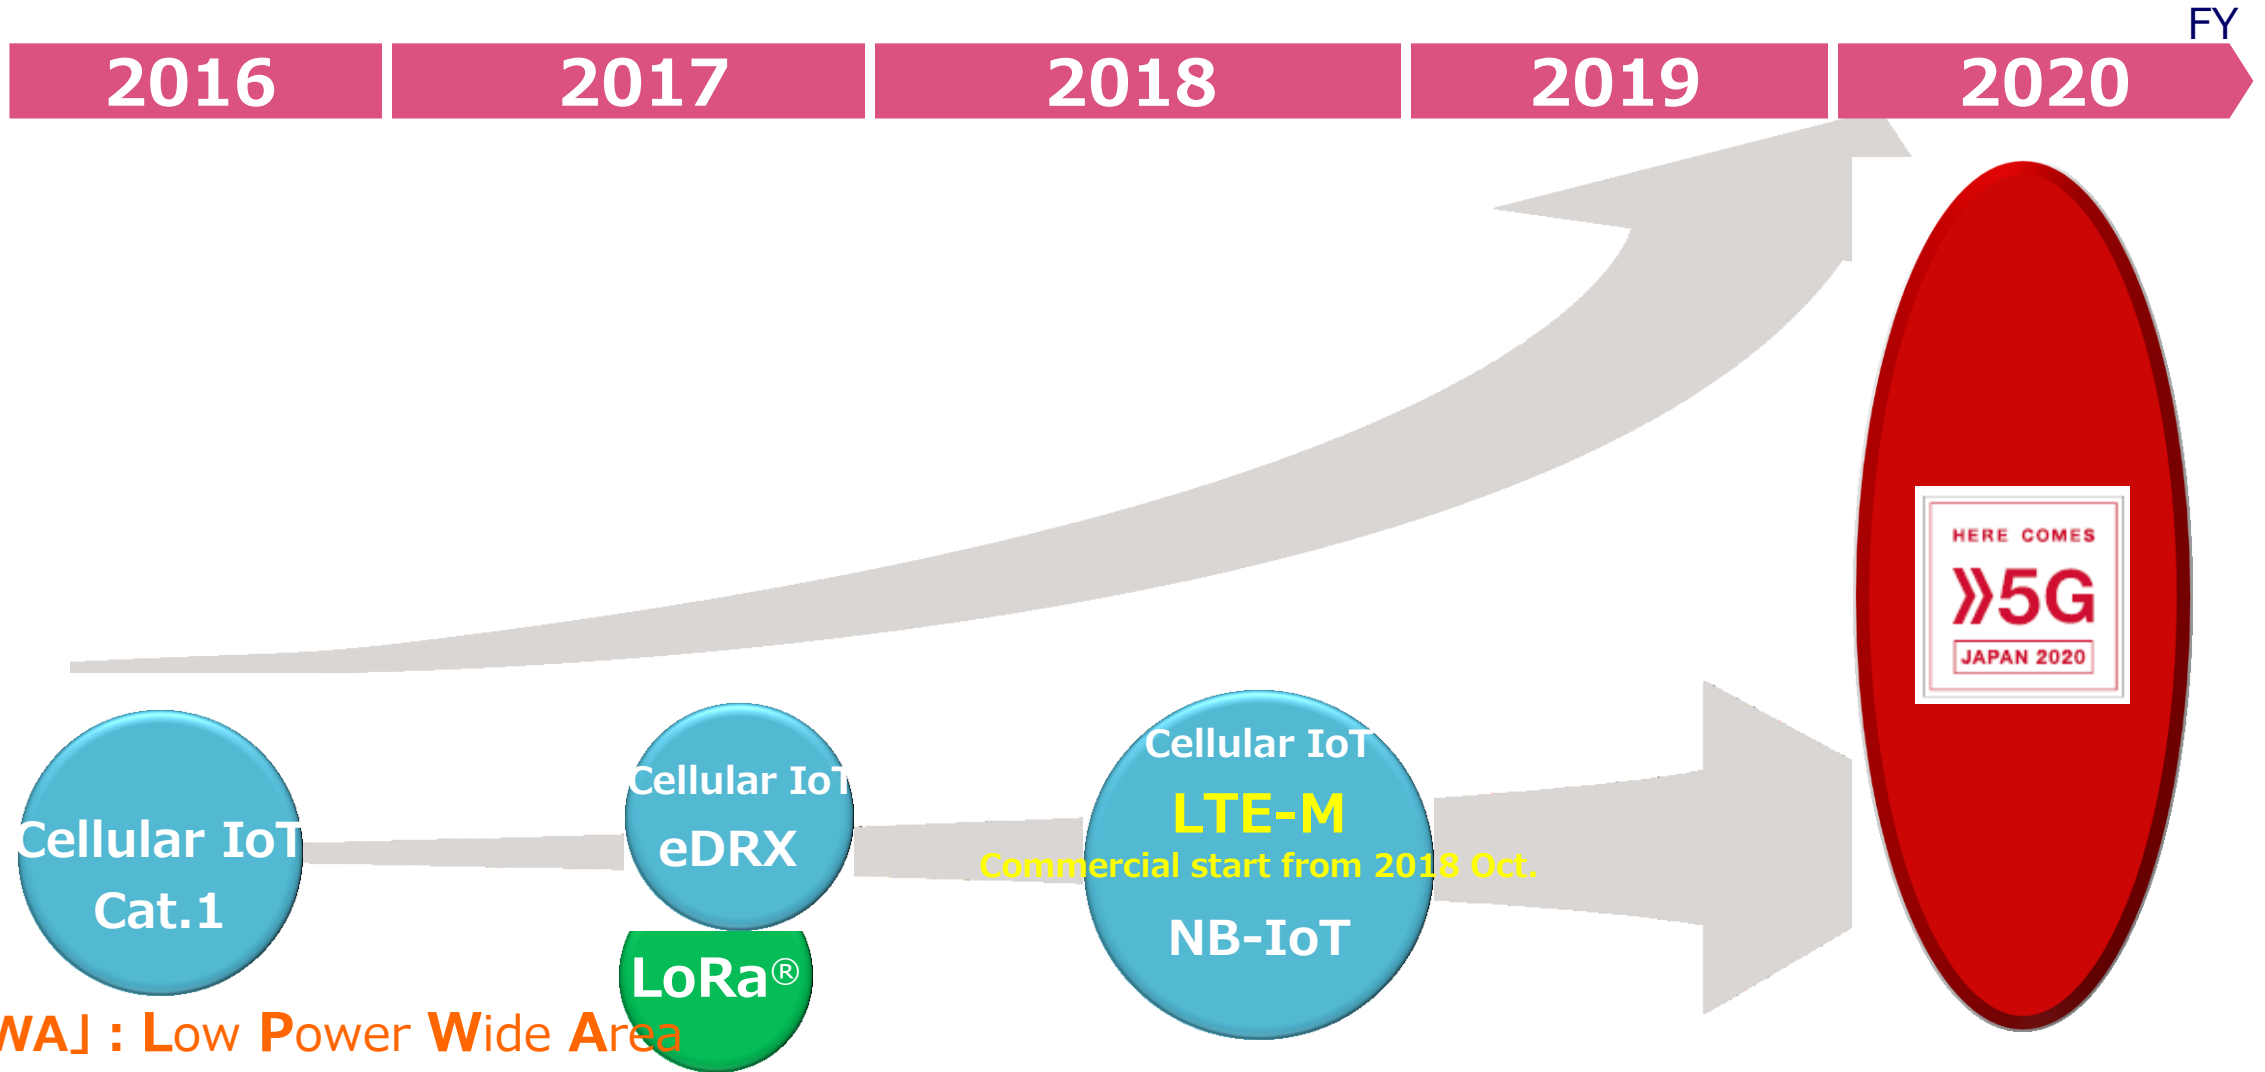 FY
2016 2017 2018 2019 2020
HERE COMES
5G
JAPAN 2020
Cellular IoT
Cat.1
Cellular IoT
eDRX
LoRa®
Cellular IoT
LTE-M
Commercial start from 2018 Oct.
NB-IoT
WA」: Low Power Wide Area